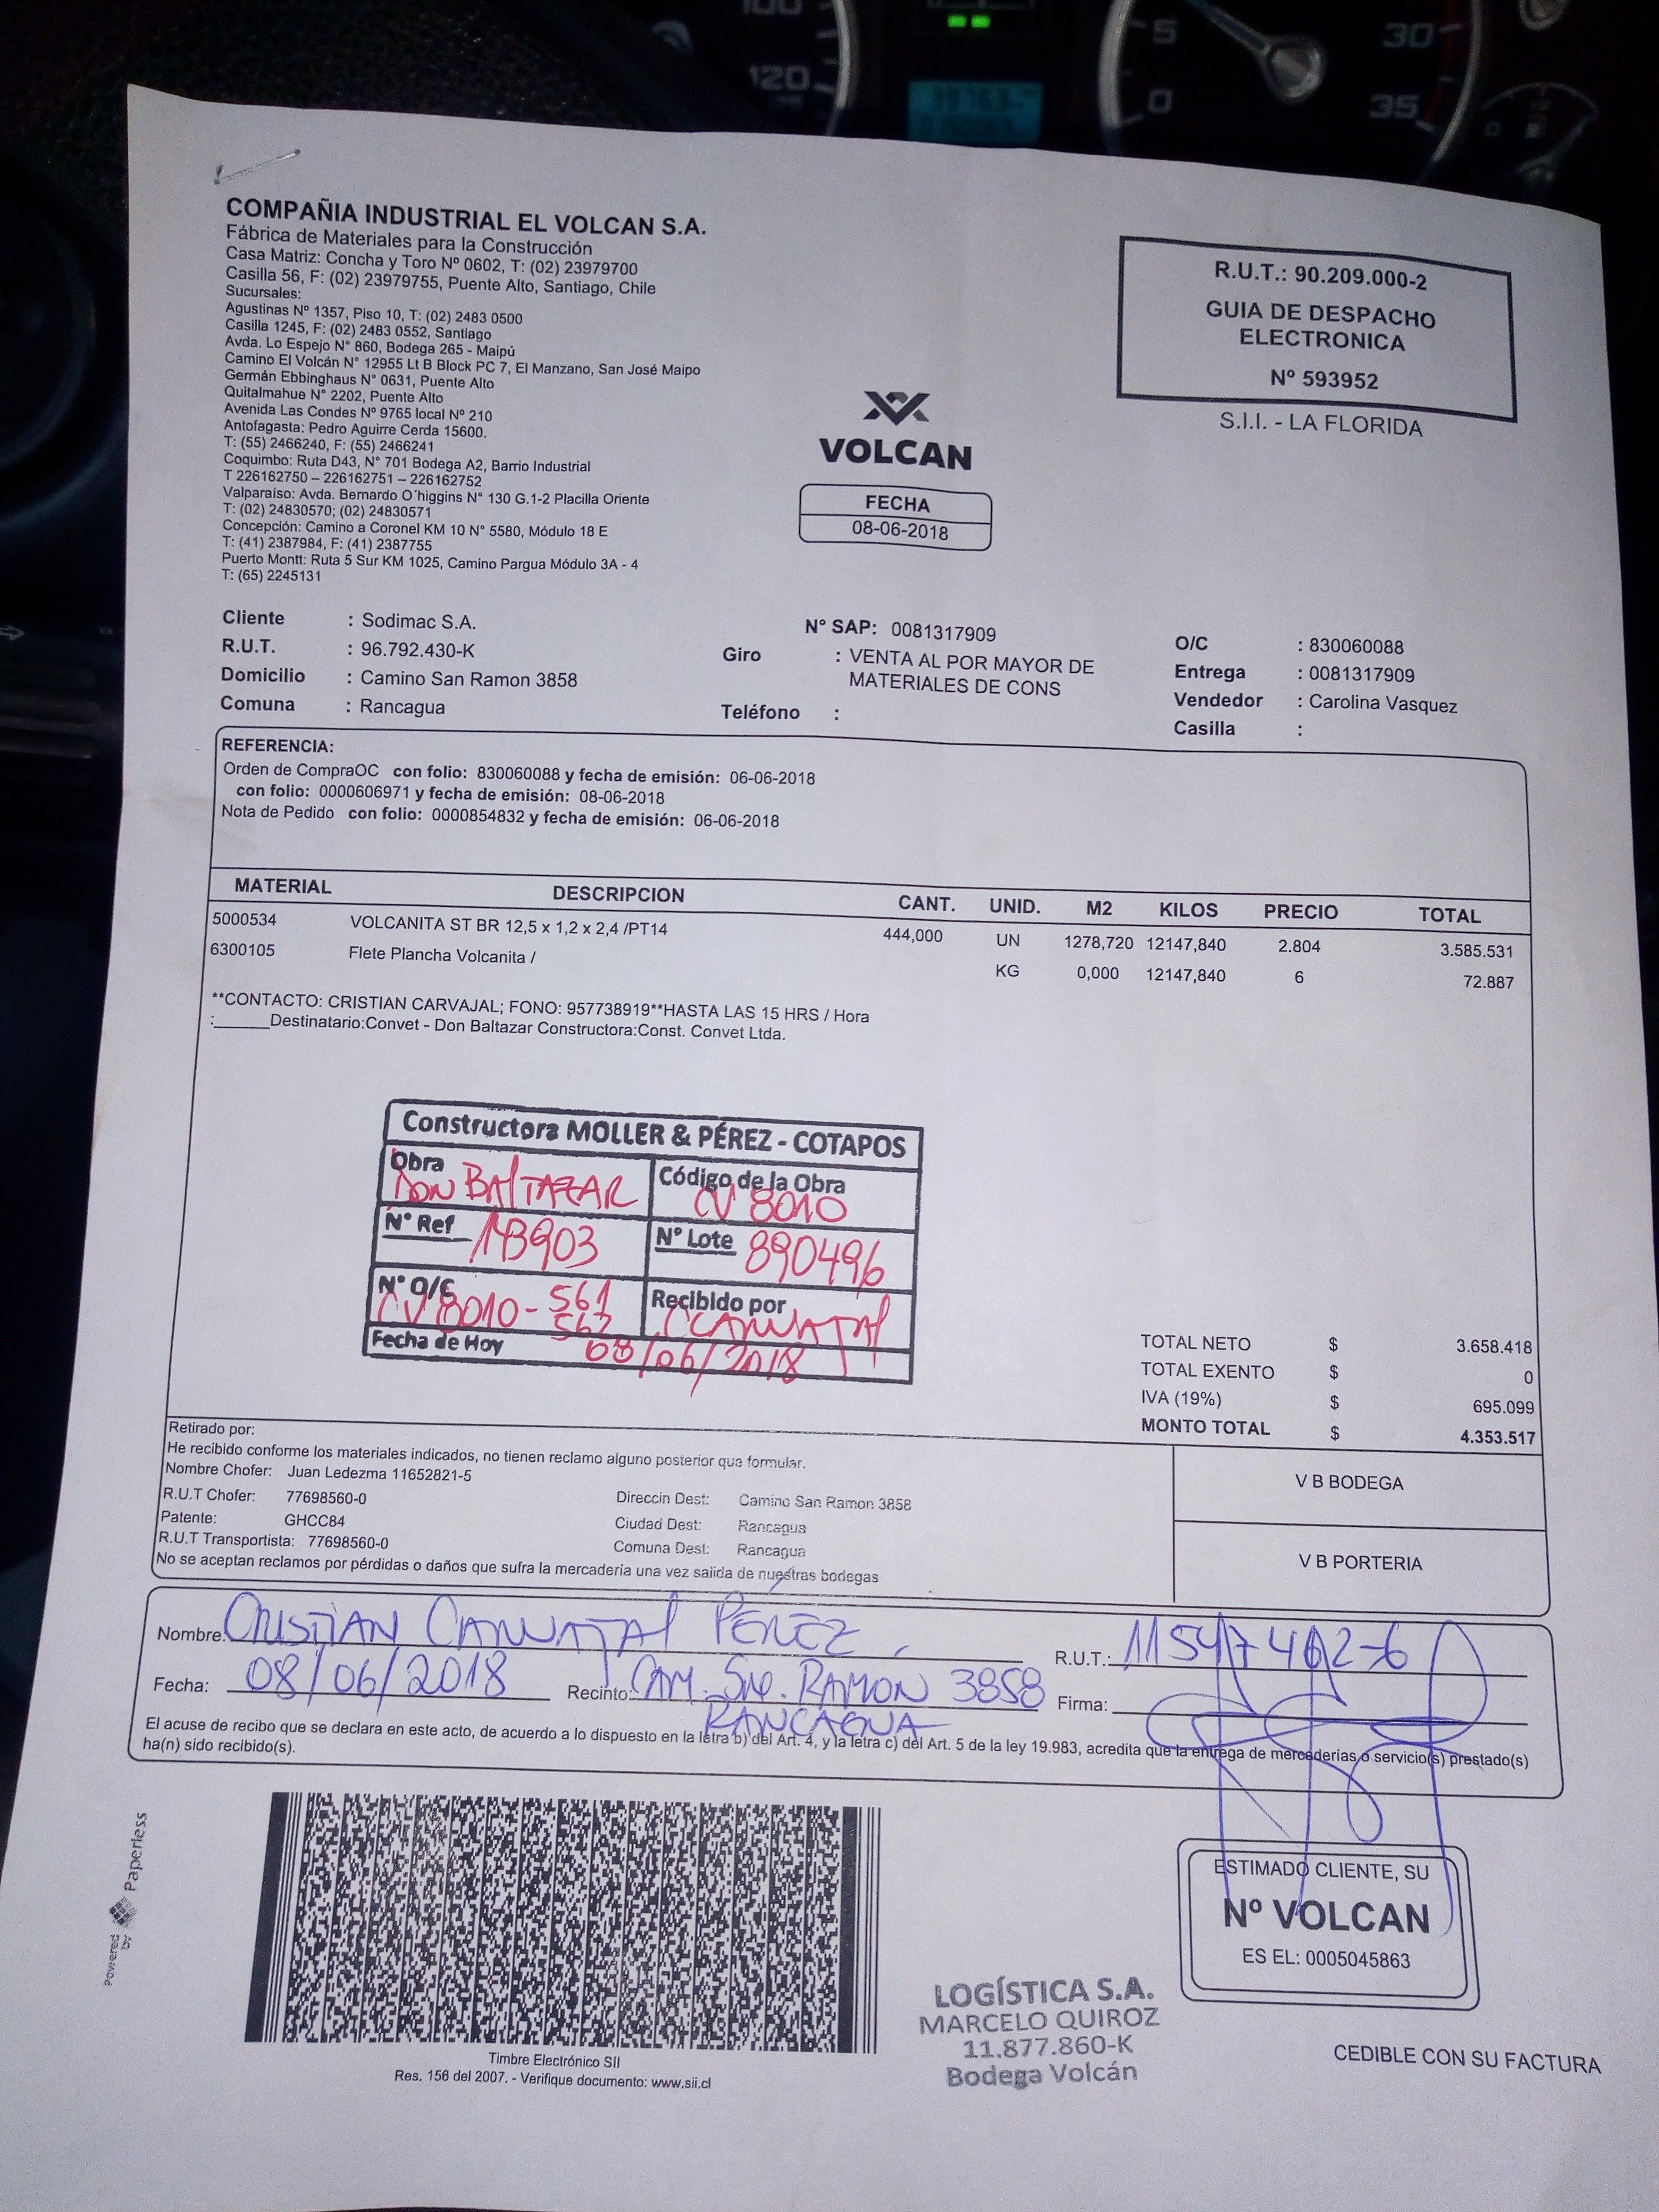 COMPAÑIA INDUSTRIAL EL VOLCAN S.A.
Fábrica de Materiales para la Construcción
Casa Matriz: Concha y Toro Nº 0602, T: (02) 23979700
Casilla 56, F: (02) 23979755, Puente Alto, Santiago, Chile
Sucursales:
Agustinas Nº 1357, Piso 10, T: (02) 2483 0500
Casilla 1245, F: (02) 2483 0552, Santiago
Avda. Lo Espejo N° 860, Bodega 265 - Maipú
Camino El Volcán N° 12955 Lt B Block PC 7, El Manzano, San José Maipo
Germán Ebbinghaus N° 0631, Puente Alto
Quitalmahue N° 2202, Puente Alto
Avenida Las Condes Nº 9765 local Nº 210
Antofagasta: Pedro Aguirre Cerda 15600.
T: (55) 2466240, F: (55) 2466241
Coquimbo: Ruta D43, N° 701 Bodega A2, Barrio Industrial
T 226162750 – 226162751 – 226162752
Valparaíso: Avda. Bernardo O´higgins N° 130 G.1-2 Placilla Oriente
T: (02) 24830570; (02) 24830571
Concepción: Camino a Coronel KM 10 N° 5580, Módulo 18 E
T: (41) 2387984, F: (41) 2387755
Puerto Montt: Ruta 5 Sur KM 1025, Camino Pargua Módulo 3A - 4
T: (65) 2245131
VOLCAN
FECHA
08-06-2018
R.U.T.: 90.209.000-2
GUIA DE DESPACHO
ELECTRONICA
Nº 593952
S.I.I. - LA FLORIDA
Cliente : Sodimac S.A.
R.U.T. : 96.792.430-K
Domicilio : Camino San Ramon 3858
Comuna : Rancagua
N° SAP: 0081317909
Giro : VENTA AL POR MAYOR DE
MATERIALES DE CONS
Teléfono :
O/C : 830060088
Entrega : 0081317909
Vendedor : Carolina Vasquez
Casilla :
REFERENCIA:
Orden de CompraOC con folio: 830060088 y fecha de emisión: 06-06-2018
con folio: 0000606971 y fecha de emisión: 08-06-2018
Nota de Pedido con folio: 0000854832 y fecha de emisión: 06-06-2018
MATERIAL DESCRIPCION CANT. UNID. M2 KILOS PRECIO TOTAL
5000534 VOLCANITA ST BR 12,5 x 1,2 x 2,4 /PT14 444,000 UN 1278,720 12147,840 2.804 3.585.531
6300105 Flete Plancha Volcanita / KG 0,000 12147,840 6 72.887
**CONTACTO: CRISTIAN CARVAJAL; FONO: 957738919**HASTA LAS 15 HRS / Hora
:______Destinatario:Convet - Don Baltazar Constructora:Const. Convet Ltda.
Constructora MOLLER & PÉREZ - COTAPOS
Obra DON BALTAZAR Código de la Obra CV 8010
N° Ref 143903 N° Lote 890496
N° O/C CV 8010-561
562
Recibido por CCARVAJAL
Fecha de Hoy 08/06/2018
TOTAL NETO $ 3.658.418
TOTAL EXENTO $ 0
IVA (19%) $ 695.099
MONTO TOTAL $ 4.353.517
Retirado por:
He recibido conforme los materiales indicados, no tienen reclamo alguno posterior que formular.
Nombre Chofer: Juan Ledezma 11652821-5
R.U.T Chofer: 77698560-0 Direccin Dest: Camino San Ramon 3858
Patente: GHCC84 Ciudad Dest: Rancagua
R.U.T Transportista: 77698560-0 Comuna Dest: Rancagua
No se aceptan reclamos por pérdidas o daños que sufra la mercadería una vez salida de nuestras bodegas
V B BODEGA
V B PORTERIA
Nombre: CRISTIAN CARVAJAL PEREZ R.U.T.: 11547402-6
Fecha: 08/06/2018 Recinto: CAM. SN. RAMON 3858 Firma:
RANCAGUA
El acuse de recibo que se declara en este acto, de acuerdo a lo dispuesto en la letra b) del Art. 4, y la letra c) del Art. 5 de la ley 19.983, acredita que la entrega de mercederías o servicio(s) prestado(s)
ha(n) sido recibido(s).
Powered by Paperless
Timbre Electrónico SII
Res. 156 del 2007. - Verifique documento: www.sii.cl
LOGÍSTICA S.A.
MARCELO QUIROZ
11.877.860-K
Bodega Volcán
ESTIMADO CLIENTE, SU
Nº VOLCAN
ES EL: 0005045863
CEDIBLE CON SU FACTURA
100
120
5
0
30
35